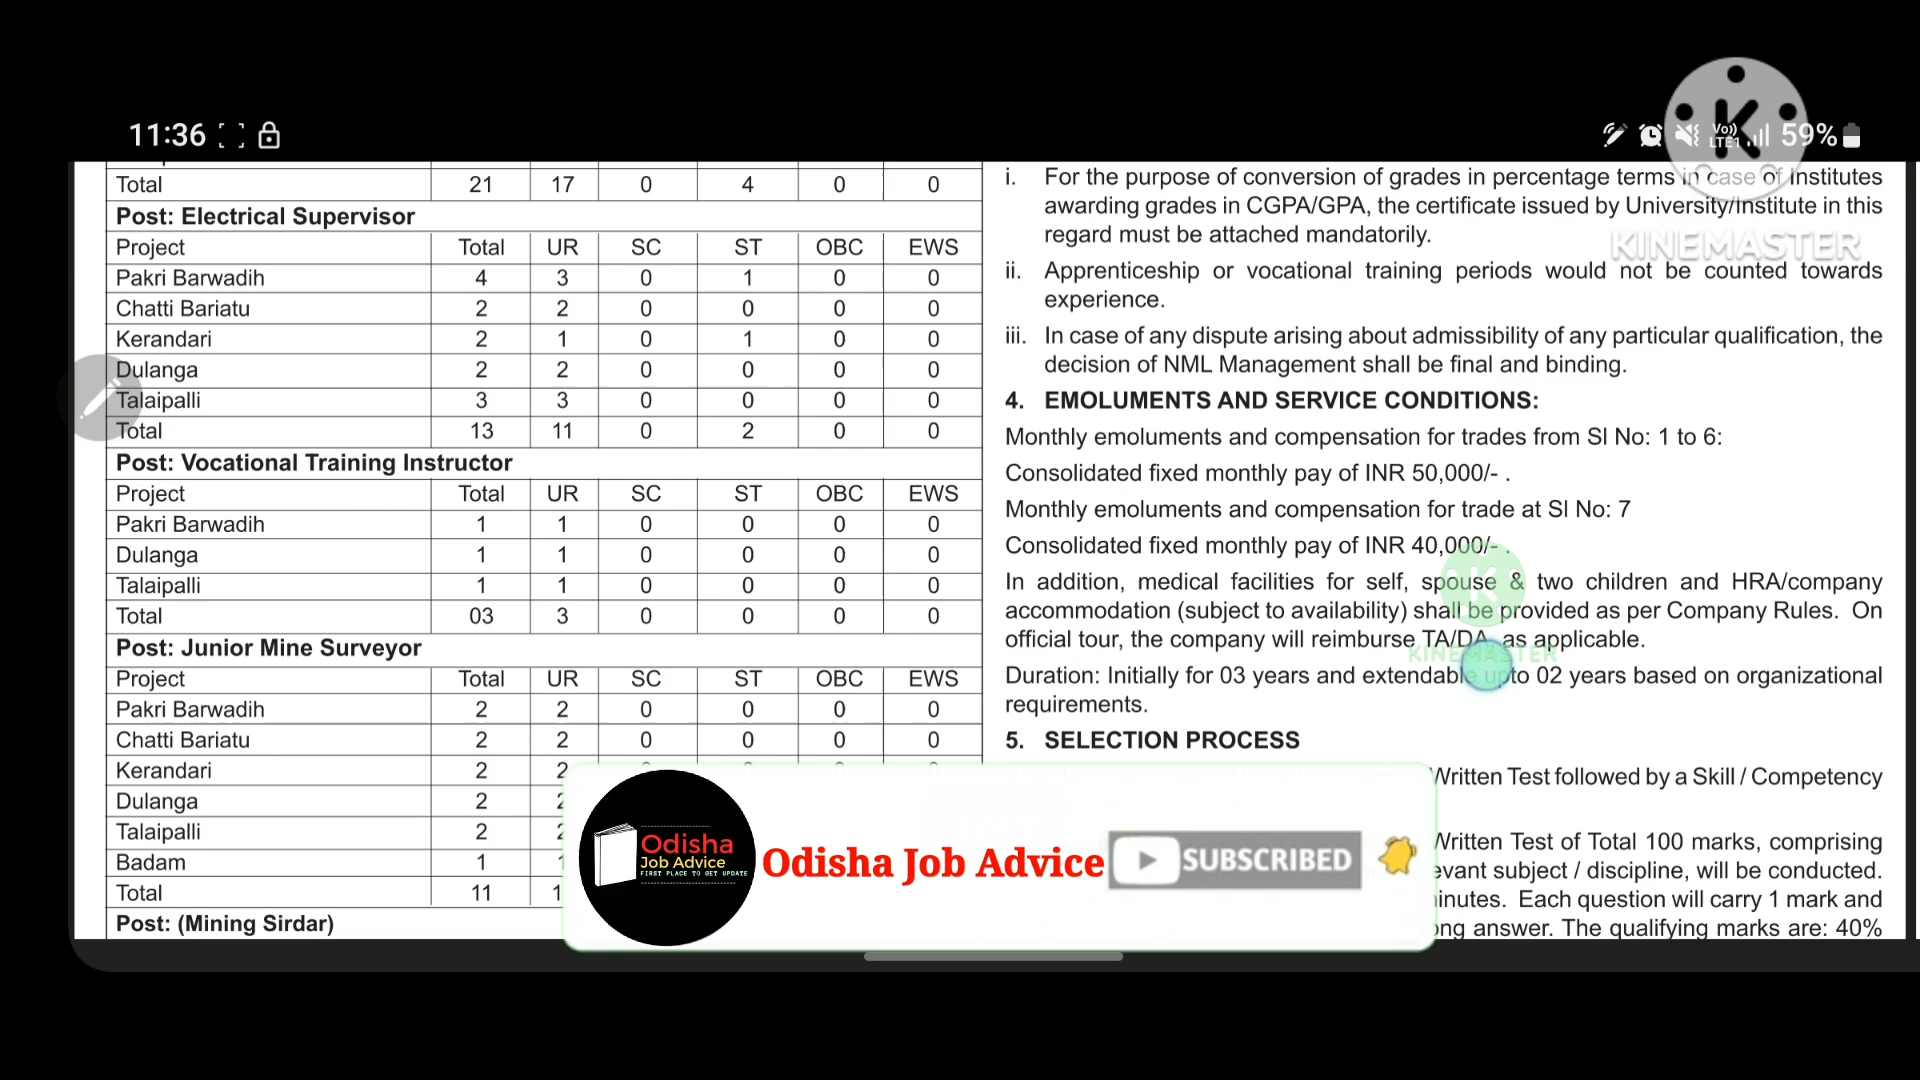 11:36
Vo))
LTE1
59%
KINEMASTER
Total 21 17 0 4 0 0
Post: Electrical Supervisor
Project Total UR SC ST OBC EWS
Pakri Barwadih 4 3 0 1 0 0
Chatti Bariatu 2 2 0 0 0 0
Kerandari 2 1 0 1 0 0
Dulanga 2 2 0 0 0 0
Talaipalli 3 3 0 0 0 0
Total 13 11 0 2 0 0
Post: Vocational Training Instructor
Project Total UR SC ST OBC EWS
Pakri Barwadih 1 1 0 0 0 0
Dulanga 1 1 0 0 0 0
Talaipalli 1 1 0 0 0 0
Total 03 3 0 0 0 0
Post: Junior Mine Surveyor
Project Total UR SC ST OBC EWS
Pakri Barwadih 2 2 0 0 0 0
Chatti Bariatu 2 2 0 0 0 0
Kerandari 2 2
Dulanga 2
Talaipalli 2
Badam 1
Total 11
Post: (Mining Sirdar)
i. For the purpose of conversion of grades in percentage terms in case of Institutes
awarding grades in CGPA/GPA, the certificate issued by University/Institute in this
regard must be attached mandatorily.
ii. Apprenticeship or vocational training periods would not be counted towards
experience.
iii. In case of any dispute arising about admissibility of any particular qualification, the
decision of NML Management shall be final and binding.
4. EMOLUMENTS AND SERVICE CONDITIONS:
Monthly emoluments and compensation for trades from Sl No: 1 to 6:
Consolidated fixed monthly pay of INR 50,000/- .
Monthly emoluments and compensation for trade at Sl No: 7
Consolidated fixed monthly pay of INR 40,000/- .
In addition, medical facilities for self, spouse & two children and HRA/company
accommodation (subject to availability) shall be provided as per Company Rules. On
official tour, the company will reimburse TA/DA, as applicable.
KINEMASTER
Duration: Initially for 03 years and extendable upto 02 years based on organizational
requirements.
5. SELECTION PROCESS
Written Test followed by a Skill / Competency
Written Test of Total 100 marks, comprising
subject / discipline, will be conducted.
Each question will carry 1 mark and
answer. The qualifying marks are: 40%
Odisha
Job Advice
FIRST PLACE TO GET UPDATE
Odisha Job Advice
SUBSCRIBED